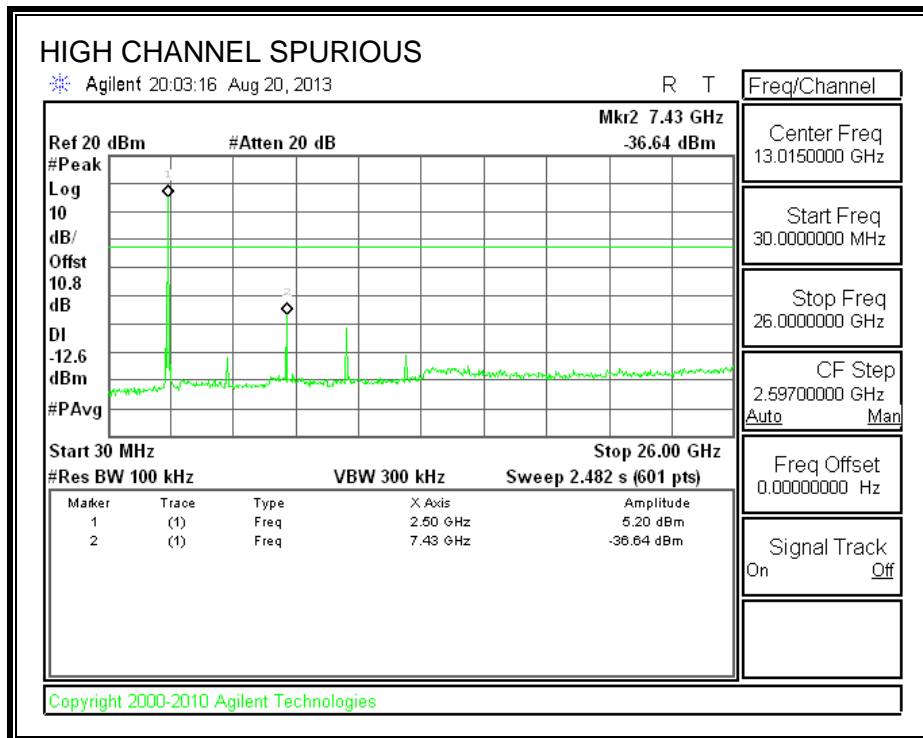 HIGH CHANNEL SPURIOUS
Agilent 20:03:16 Aug 20, 2013 R T
Mkr2 7.43 GHz
Ref 20 dBm #Atten 20 dB -36.64 dBm
#Peak
Log
10
dB/
Offst
10.8
dB
DI
-12.6
dBm
#PAvg
1
2
Start 30 MHz Stop 26.00 GHz
#Res BW 100 kHz VBW 300 kHz Sweep 2.482 s (601 pts)
Marker Trace Type X Axis Amplitude
1 (1) Freq 2.50 GHz 5.20 dBm
2 (1) Freq 7.43 GHz -36.64 dBm
Freq/Channel
Center Freq
13.0150000 GHz
Start Freq
30.0000000 MHz
Stop Freq
26.0000000 GHz
CF Step
2.59700000 GHz
Auto Man
Freq Offset
0.00000000 Hz
Signal Track
On Off
Copyright 2000-2010 Agilent Technologies